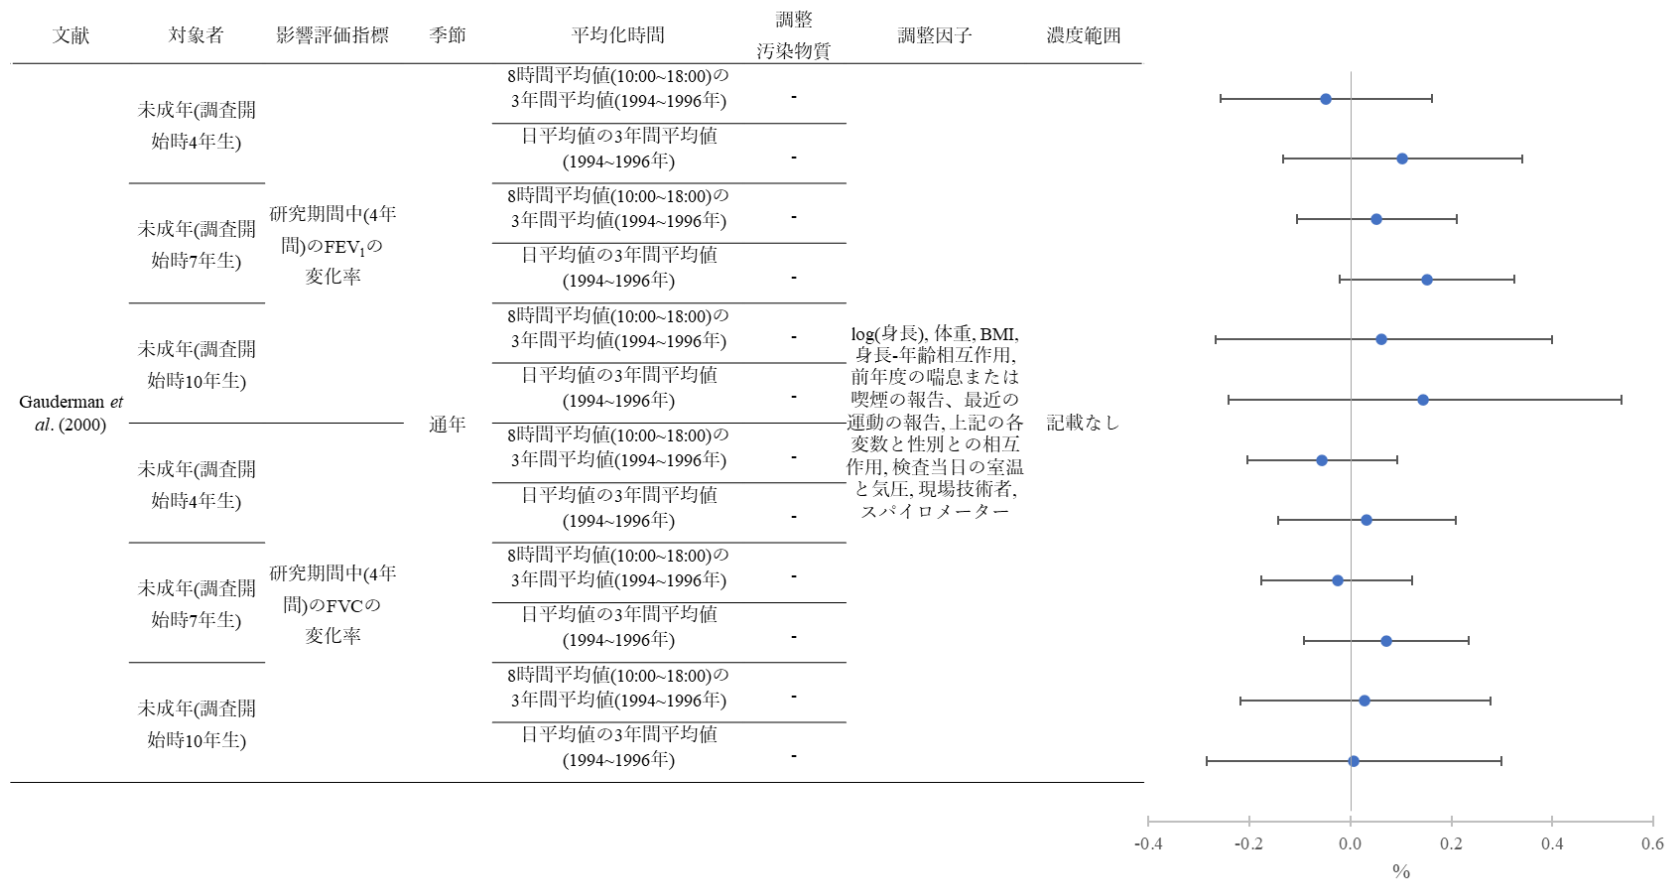 文献
対象者
影響評価指標
季節
平均化時間
調整
汚染物質
調整因子
濃度範囲
Gauderman et
al. (2000)
未成年(調査開
始時4年生)
研究期間中(4年
間)のFEV₁の
変化率
通年
8時間平均値(10:00~18:00)の
3年間平均値(1994~1996年)
-
日平均値の3年間平均値
(1994~1996年)
-
未成年(調査開
始時7年生)
8時間平均値(10:00~18:00)の
3年間平均値(1994~1996年)
-
日平均値の3年間平均値
(1994~1996年)
-
未成年(調査開
始時10年生)
8時間平均値(10:00~18:00)の
3年間平均値(1994~1996年)
-
日平均値の3年間平均値
(1994~1996年)
-
log(身長), 体重, BMI,
身長-年齢相互作用,
前年度の喘息または
喫煙の報告、最近の
運動の報告, 上記の各
変数と性別との相互
作用, 検査当日の室温
と気圧, 現場技術者,
スパイロメーター
記載なし
未成年(調査開
始時4年生)
研究期間中(4年
間)のFVCの
変化率
8時間平均値(10:00~18:00)の
3年間平均値(1994~1996年)
-
日平均値の3年間平均値
(1994~1996年)
-
未成年(調査開
始時7年生)
8時間平均値(10:00~18:00)の
3年間平均値(1994~1996年)
-
日平均値の3年間平均値
(1994~1996年)
-
未成年(調査開
始時10年生)
8時間平均値(10:00~18:00)の
3年間平均値(1994~1996年)
-
日平均値の3年間平均値
(1994~1996年)
-
-0.4 -0.2 0.0 0.2 0.4 0.6
%